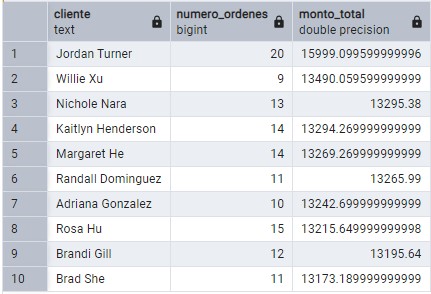 cliente numero_ordenes monto_total
text bigint double precision
1 Jordan Turner 20 15999.099599999996
2 Willie Xu 9 13490.059599999999
3 Nichole Nara 13 13295.38
4 Kaitlyn Henderson 14 13294.269999999999
5 Margaret He 14 13269.269999999999
6 Randall Dominguez 11 13265.99
7 Adriana Gonzalez 10 13242.699999999999
8 Rosa Hu 15 13215.649999999998
9 Brandi Gill 12 13195.64
10 Brad She 11 13173.189999999999